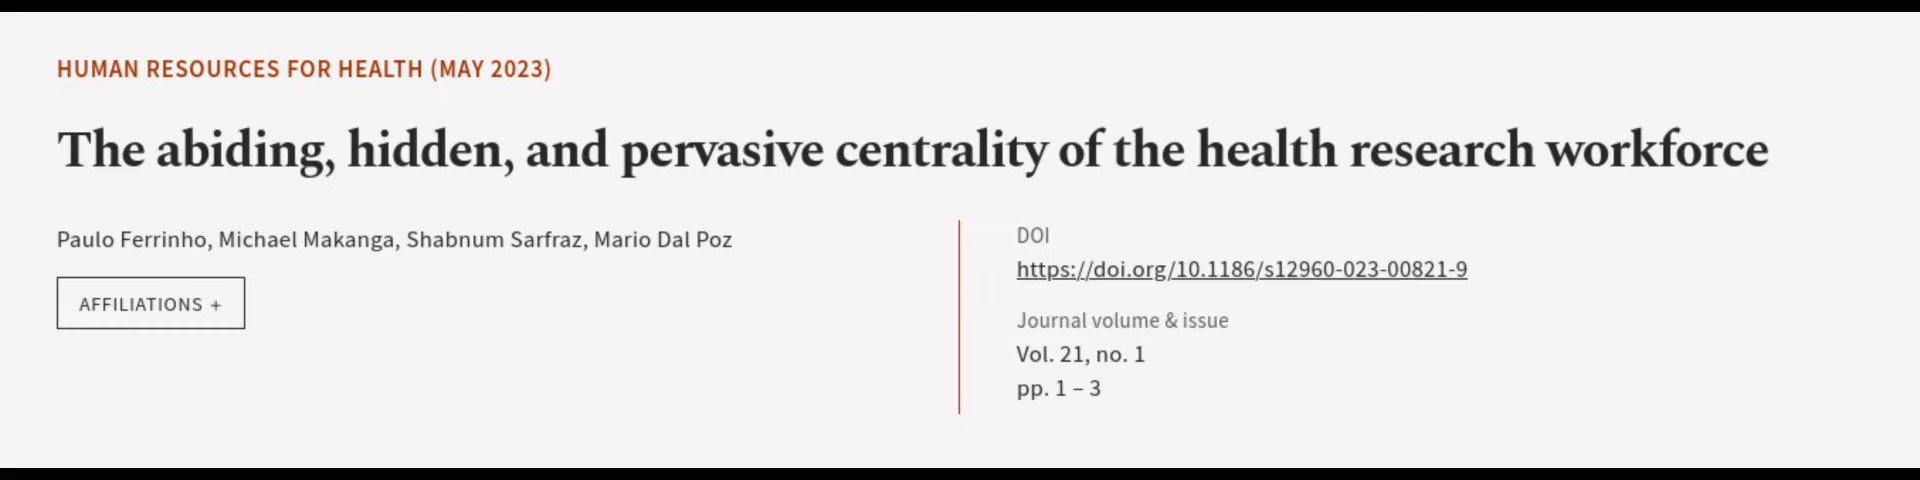 HUMAN RESOURCES FOR HEALTH (MAY 2023)
The abiding, hidden, and pervasive centrality of the health research workforce
Paulo Ferrinho, Michael Makanga, Shabnum Sarfraz, Mario Dal Poz
AFFILIATIONS +
DOI
https://doi.org/10.1186/s12960-023-00821-9
Journal volume & issue
Vol. 21, no. 1
pp. 1 – 3